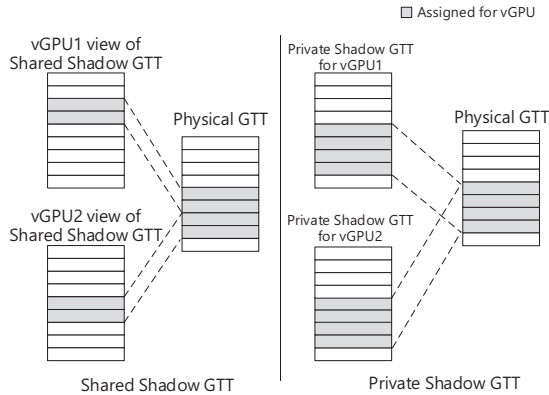 Assigned for vGPU
vGPU1 view of
Shared Shadow GTT
Physical GTT
vGPU2 view of
Shared Shadow GTT
Shared Shadow GTT
Private Shadow GTT
for vGPU1
Physical GTT
Private Shadow GTT
for vGPU2
Private Shadow GTT